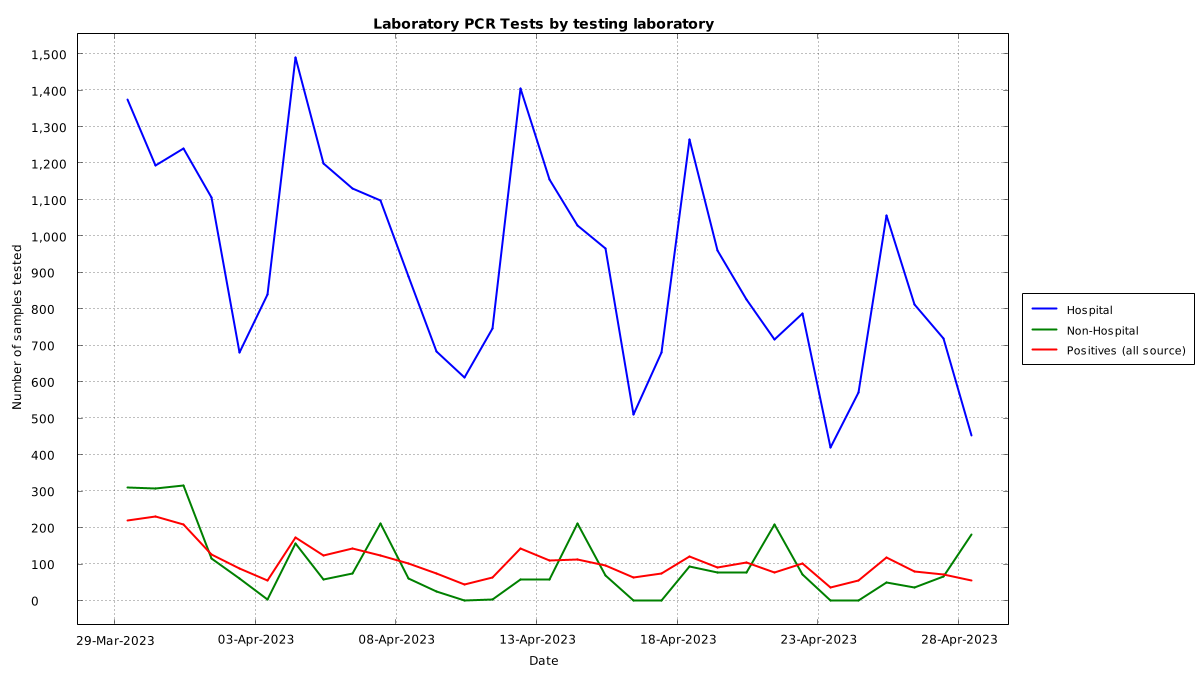 Laboratory PCR Tests by testing laboratory
1,500
1,400
1,300
1,200
1,100
1,000
900
800
700
600
500
400
300
200
100
0
Number of samples tested
29-Mar-2023
03-Apr-2023
08-Apr-2023
13-Apr-2023
18-Apr-2023
23-Apr-2023
28-Apr-2023
Date
Hospital
Non-Hospital
Positives (all source)